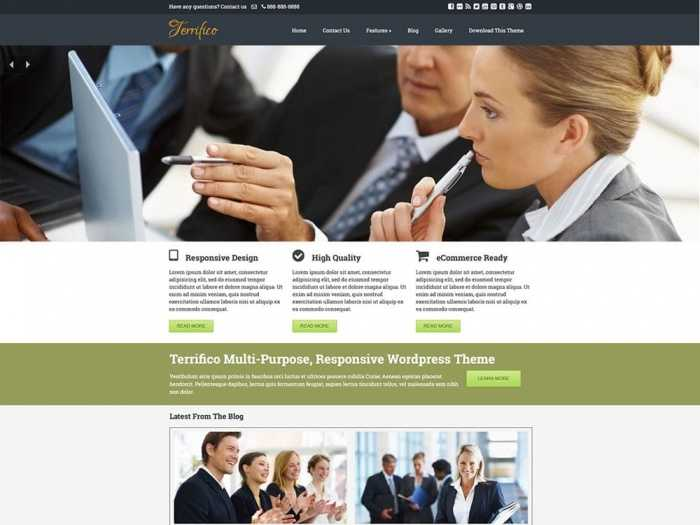 Have any questions? Contact us 888-888-8888
Terrifico
Home Contact Us Features Blog Gallery Download This Theme
Responsive Design
Lorem ipsum dolor sit amet, consectetur
adipisicing elit, sed do eiusmod tempor
incididunt ut labore et dolore magna aliqua. Ut
enim ad minim veniam, quis nostrud
exercitation ullamco laboris nisi ut aliquip ex
ea commodo consequat.
READ MORE
High Quality
Lorem ipsum dolor sit amet, consectetur
adipisicing elit, sed do eiusmod tempor
incididunt ut labore et dolore magna aliqua. Ut
enim ad minim veniam, quis nostrud
exercitation ullamco laboris nisi ut aliquip ex
ea commodo consequat.
READ MORE
eCommerce Ready
Lorem ipsum dolor sit amet, consectetur
adipisicing elit, sed do eiusmod tempor
incididunt ut labore et dolore magna aliqua. Ut
enim ad minim veniam, quis nostrud
exercitation ullamco laboris nisi ut aliquip ex
ea commodo consequat.
READ MORE
Terrifico Multi-Purpose, Responsive Wordpress Theme
Vestibulum ante ipsum primis in faucibus orci luctus et ultrices posuere cubilia Curae; Aenean egestas placerat
hendrerit. Pellentesque dapibus, lectus quis fermentum feugiat, sapien lectus tincidunt tellus, vel malesuada sem nibh
non dolor.
LEARN MORE
Latest From The Blog